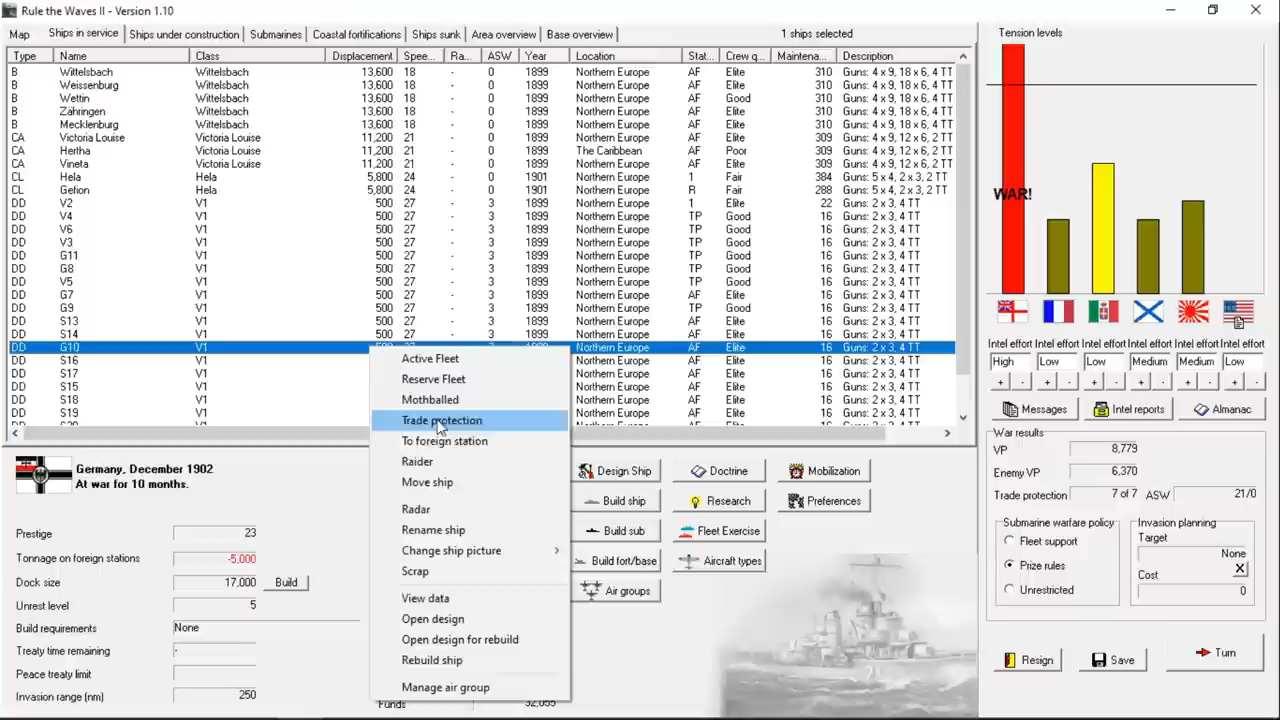 Rule the Waves II - Version 1.10
Map Ships in service Ships under construction Submarines Coastal fortifications Ships sunk Area overview Base overview 1 ships selected
Type Name Class Displacement Spee... Ra... ASW Year Location Stat... Crew q... Maintena... Description
B Wittelsbach Wittelsbach 13,600 18 - 0 1899 Northern Europe AF Elite 310 Guns: 4 x 9, 18 x 6, 4 TT
B Weissenburg Wittelsbach 13,600 18 - 0 1899 Northern Europe AF Elite 310 Guns: 4 x 9, 18 x 6, 4 TT
B Wettin Wittelsbach 13,600 18 - 0 1899 Northern Europe AF Good 310 Guns: 4 x 9, 18 x 6, 4 TT
B Zähringen Wittelsbach 13,600 18 - 0 1899 Northern Europe AF Elite 310 Guns: 4 x 9, 18 x 6, 4 TT
B Mecklenburg Wittelsbach 13,600 18 - 0 1899 Northern Europe AF Elite 310 Guns: 4 x 9, 18 x 6, 4 TT
CA Victoria Louise Victoria Louise 11,200 21 - 0 1899 Northern Europe AF Elite 309 Guns: 4 x 9, 12 x 6, 2 TT
CA Hertha Victoria Louise 11,200 21 - 0 1899 The Caribbean AF Poor 309 Guns: 4 x 9, 12 x 6, 2 TT
CA Vineta Victoria Louise 11,200 21 - 0 1899 Northern Europe AF Elite 309 Guns: 4 x 9, 12 x 6, 2 TT
CL Hela Hela 5,800 24 - 0 1901 Northern Europe 1 Fair 384 Guns: 5 x 4, 2 x 3, 2 TT
CL Gefion Hela 5,800 24 - 0 1901 Northern Europe R Fair 288 Guns: 5 x 4, 2 x 3, 2 TT
DD V2 V1 500 27 - 3 1899 Northern Europe 1 Elite 22 Guns: 2 x 3, 4 TT
DD V4 V1 500 27 - 3 1899 Northern Europe TP Good 16 Guns: 2 x 3, 4 TT
DD V6 V1 500 27 - 3 1899 Northern Europe TP Good 16 Guns: 2 x 3, 4 TT
DD V3 V1 500 27 - 3 1899 Northern Europe TP Good 16 Guns: 2 x 3, 4 TT
DD G11 V1 500 27 - 3 1899 Northern Europe TP Good 16 Guns: 2 x 3, 4 TT
DD G8 V1 500 27 - 3 1899 Northern Europe TP Good 16 Guns: 2 x 3, 4 TT
DD V5 V1 500 27 - 3 1899 Northern Europe TP Good 16 Guns: 2 x 3, 4 TT
DD G7 V1 500 27 - 3 1899 Northern Europe AF Elite 16 Guns: 2 x 3, 4 TT
DD G9 V1 500 27 - 3 1899 Northern Europe TP Good 16 Guns: 2 x 3, 4 TT
DD S13 V1 500 27 - 3 1899 Northern Europe AF Elite 16 Guns: 2 x 3, 4 TT
DD S14 V1 500 27 - 3 1899 Northern Europe AF Elite 16 Guns: 2 x 3, 4 TT
DD G10 V1 Northern Europe AF Elite 16 Guns: 2 x 3, 4 TT
DD S16 V1 Northern Europe AF Elite 16 Guns: 2 x 3, 4 TT
DD S17 V1 Northern Europe AF Elite 16 Guns: 2 x 3, 4 TT
DD S15 V1 Northern Europe AF Elite 16 Guns: 2 x 3, 4 TT
DD S18 V1 Northern Europe AF Elite 16 Guns: 2 x 3, 4 TT
DD S19 V1 Northern Europe AF Elite 16 Guns: 2 x 3, 4 TT
Active Fleet
Reserve Fleet
Mothballed
Trade protection
To foreign station
Raider
Move ship
Radar
Rename ship
Change ship picture
Scrap
View data
Open design
Open design for rebuild
Rebuild ship
Manage air group
Germany, December 1902
At war for 10 months.
Prestige 23
Tonnage on foreign stations -5,000
Dock size 17,000 Build
Unrest level 5
Build requirements None
Treaty time remaining -
Peace treaty limit
Invasion range (nm) 250
Funds 32,055
Design Ship Doctrine Mobilization
Build ship Research Preferences
Build sub Fleet Exercise
Build fort/base Aircraft types
Air groups
Tension levels
WAR!
Intel effort Intel effort Intel effort Intel effort Intel effort Intel effort
High Low Low Medium Medium Low
+ - + - + - + - + - + -
Messages Intel reports Almanac
War results
VP 8,779
Enemy VP 6,370
Trade protection 7 of 7 ASW 21/0
Submarine warfare policy
Fleet support
Prize rules
Unrestricted
Invasion planning
Target
None
X
Cost
0
Resign Save Turn